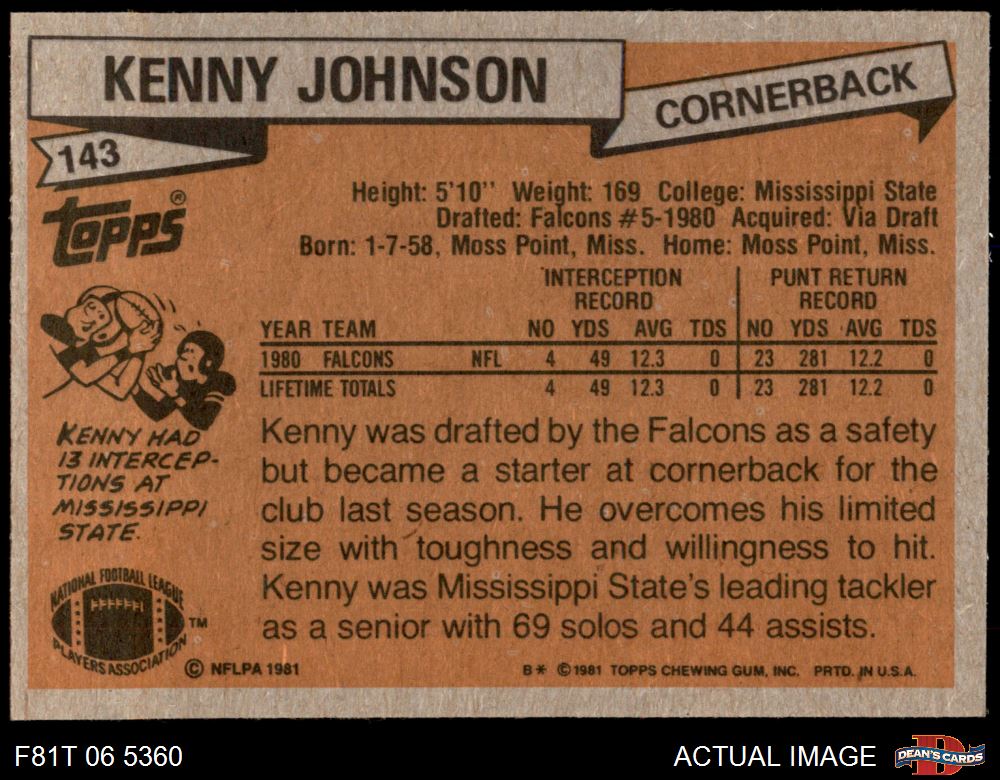 KENNY JOHNSON
CORNERBACK
143
TOPPS®
Height: 5'10'' Weight: 169 College: Mississippi State
Drafted: Falcons #5-1980 Acquired: Via Draft
Born: 1-7-58, Moss Point, Miss. Home: Moss Point, Miss.
INTERCEPTION RECORD PUNT RETURN RECORD
YEAR TEAM NO YDS AVG TDS NO YDS AVG TDS
1980 FALCONS NFL 4 49 12.3 0 23 281 12.2 0
LIFETIME TOTALS 4 49 12.3 0 23 281 12.2 0
KENNY HAD
13 INTERCEP-
TIONS AT
MISSISSIPPI
STATE.
Kenny was drafted by the Falcons as a safety
but became a starter at cornerback for the
club last season. He overcomes his limited
size with toughness and willingness to hit.
Kenny was Mississippi State's leading tackler
as a senior with 69 solos and 44 assists.
NATIONAL FOOTBALL LEAGUE
PLAYERS ASSOCIATION TM
© NFLPA 1981
B* © 1981 TOPPS CHEWING GUM, INC. PRTD. IN U.S.A.
F81T 06 5360
ACTUAL IMAGE
DEAN'S CARDS